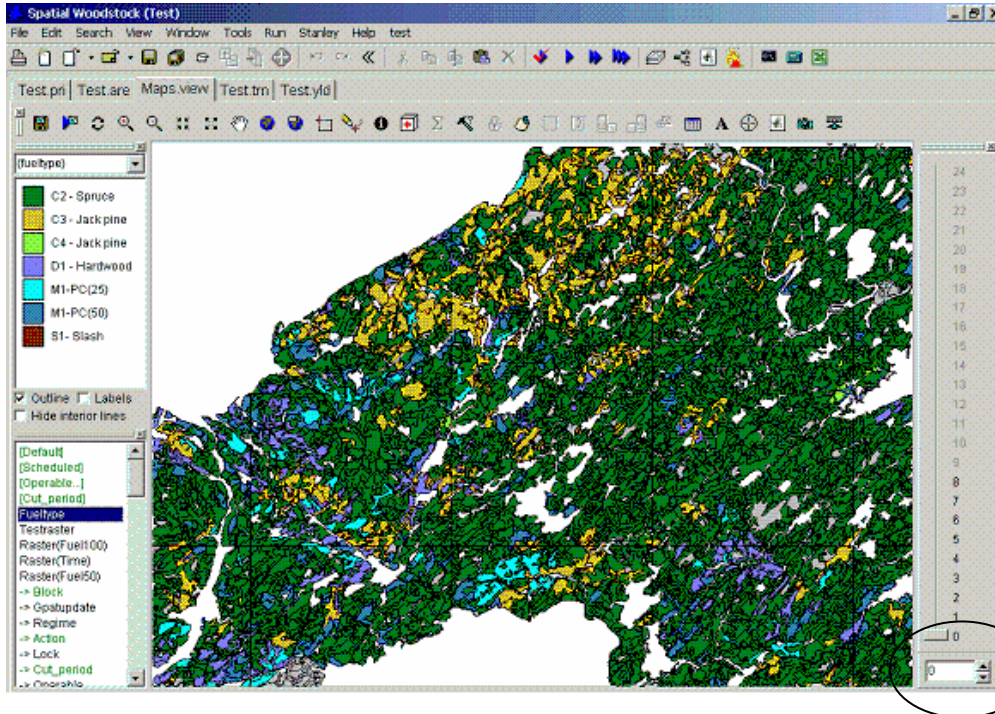 Spatial Woodstock (Test)
File Edit Search View Window Tools Run Stanley Help test
Test.pri Test.are Maps.view Test.trn Test.yld
(fueltype)
C2 - Spruce
C3 - Jack pine
C4 - Jack pine
D1 - Hardwood
M1-PC(25)
M1-PC(50)
S1- Slash
Outline Labels
Hide interior lines
[Default]
[Scheduled]
[Operable...]
[Cut_period]
Fueltype
Testraster
Raster(Fuel100)
Raster(Time)
Raster(Fuel50)
-> Block
-> Gpatupdate
-> Regime
-> Action
-> Lock
-> Cut_period
-> Operable
24
23
22
21
20
19
18
17
16
15
14
13
12
11
10
9
8
7
6
5
4
3
2
1
0
0